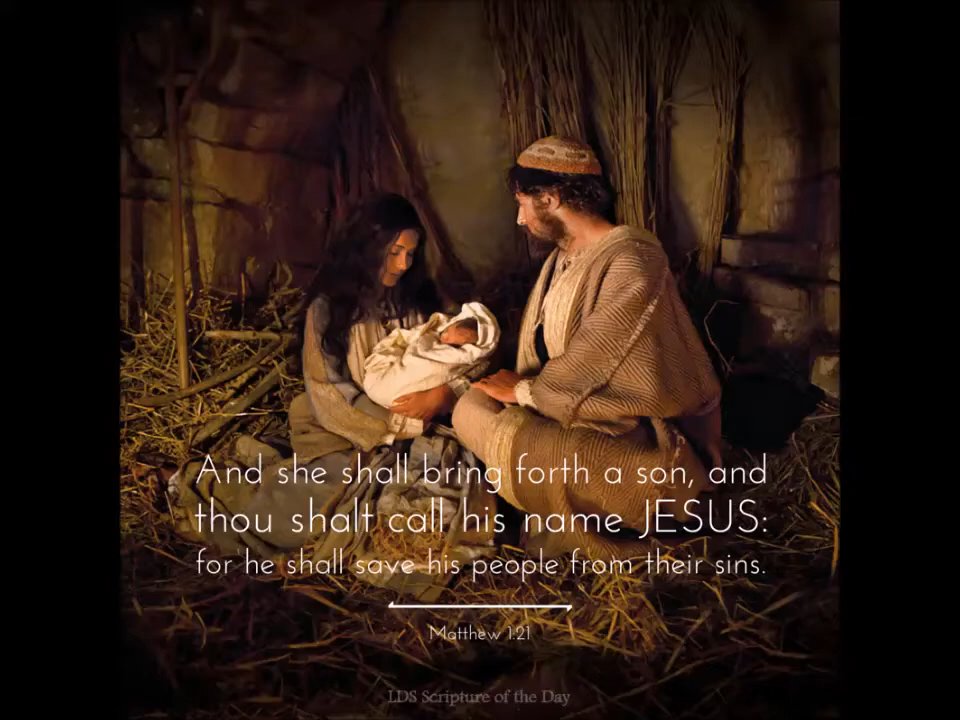 And she shall bring forth a son, and
thou shalt call his name JESUS:
for he shall save his people from their sins.
Matthew 1:21
LDS Scripture of the Day